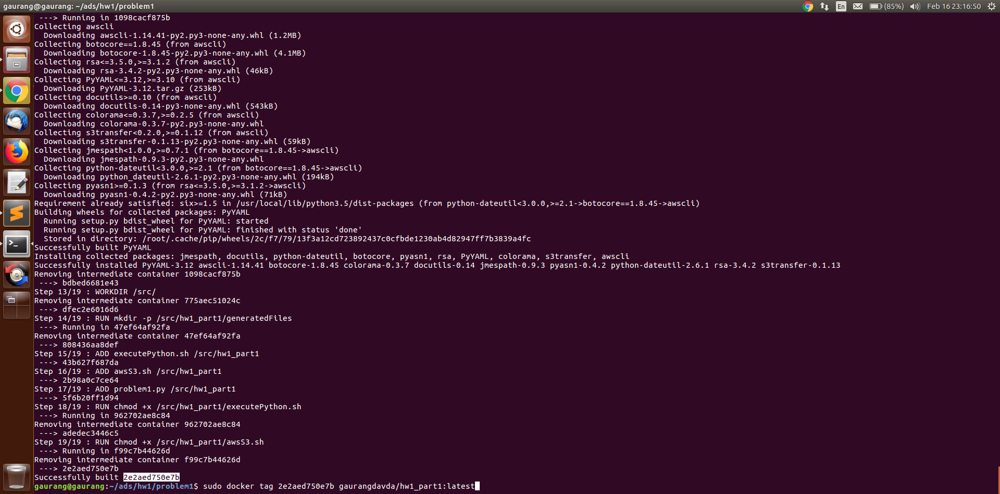 gaurang@gaurang: ~/ads/hw1/problem1
En
(85%)
Feb 16 23:16:50
 ---> Running in 1098cacf875b
Collecting awscli
  Downloading awscli-1.14.41-py2.py3-none-any.whl (1.2MB)
Collecting botocore==1.8.45 (from awscli)
  Downloading botocore-1.8.45-py2.py3-none-any.whl (4.1MB)
Collecting rsa<=3.5.0,>=3.1.2 (from awscli)
  Downloading rsa-3.4.2-py2.py3-none-any.whl (46kB)
Collecting PyYAML<=3.12,>=3.10 (from awscli)
  Downloading PyYAML-3.12.tar.gz (253kB)
Collecting docutils>=0.10 (from awscli)
  Downloading docutils-0.14-py3-none-any.whl (543kB)
Collecting colorama<=0.3.7,>=0.2.5 (from awscli)
  Downloading colorama-0.3.7-py2.py3-none-any.whl
Collecting s3transfer<0.2.0,>=0.1.12 (from awscli)
  Downloading s3transfer-0.1.13-py2.py3-none-any.whl (59kB)
Collecting jmespath<1.0.0,>=0.7.1 (from botocore==1.8.45->awscli)
  Downloading jmespath-0.9.3-py2.py3-none-any.whl
Collecting python-dateutil<3.0.0,>=2.1 (from botocore==1.8.45->awscli)
  Downloading python_dateutil-2.6.1-py2.py3-none-any.whl (194kB)
Collecting pyasn1>=0.1.3 (from rsa<=3.5.0,>=3.1.2->awscli)
  Downloading pyasn1-0.4.2-py2.py3-none-any.whl (71kB)
Requirement already satisfied: six>=1.5 in /usr/local/lib/python3.5/dist-packages (from python-dateutil<3.0.0,>=2.1->botocore==1.8.45->awscli)
Building wheels for collected packages: PyYAML
  Running setup.py bdist_wheel for PyYAML: started
  Running setup.py bdist_wheel for PyYAML: finished with status 'done'
  Stored in directory: /root/.cache/pip/wheels/2c/f7/79/13f3a12cd723892437c0cfbde1230ab4d82947ff7b3839a4fc
Successfully built PyYAML
Installing collected packages: jmespath, docutils, python-dateutil, botocore, pyasn1, rsa, PyYAML, colorama, s3transfer, awscli
Successfully installed PyYAML-3.12 awscli-1.14.41 botocore-1.8.45 colorama-0.3.7 docutils-0.14 jmespath-0.9.3 pyasn1-0.4.2 python-dateutil-2.6.1 rsa-3.4.2 s3transfer-0.1.13
Removing intermediate container 1098cacf875b
 ---> bdbed6681e43
Step 13/19 : WORKDIR /src/
Removing intermediate container 775aec51024c
 ---> dfec2e6016d6
Step 14/19 : RUN mkdir -p /src/hw1_part1/generatedFiles
 ---> Running in 47ef64af92fa
Removing intermediate container 47ef64af92fa
 ---> 808436aa8def
Step 15/19 : ADD executePython.sh /src/hw1_part1
 ---> 43b627f687da
Step 16/19 : ADD awsS3.sh /src/hw1_part1
 ---> 2b98a0c7ce64
Step 17/19 : ADD problem1.py /src/hw1_part1
 ---> 5f6b20ff1d94
Step 18/19 : RUN chmod +x /src/hw1_part1/executePython.sh
 ---> Running in 962702ae8c84
Removing intermediate container 962702ae8c84
 ---> adedec3446c5
Step 19/19 : RUN chmod +x /src/hw1_part1/awsS3.sh
 ---> Running in f99c7b44626d
Removing intermediate container f99c7b44626d
 ---> 2e2aed750e7b
Successfully built 2e2aed750e7b
gaurang@gaurang:~/ads/hw1/problem1$ sudo docker tag 2e2aed750e7b gaurangdavda/hw1_part1:latest